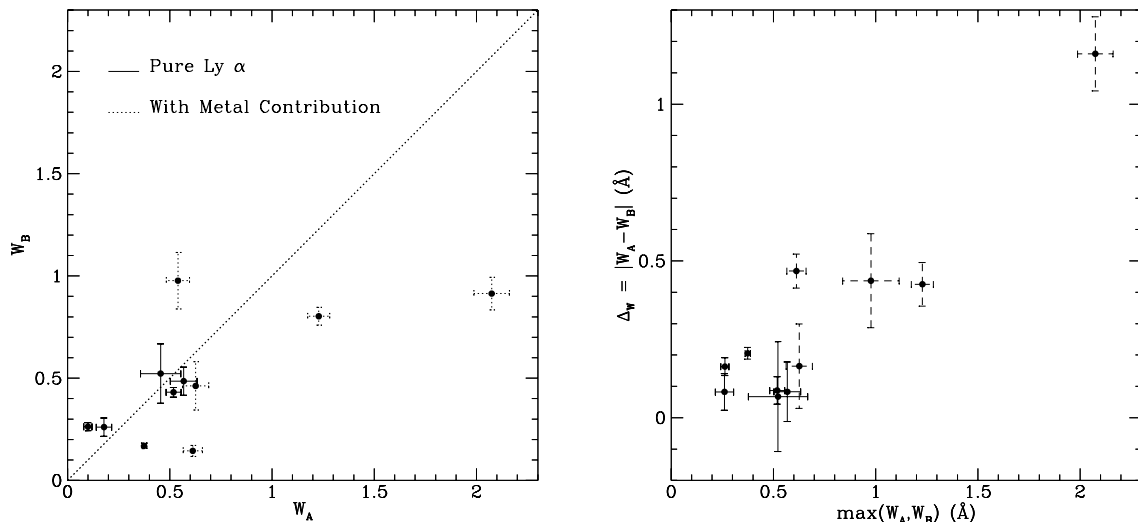 2
1.5
1
0.5
0
W_B
Pure Ly α
With Metal Contribution
0 0.5 1 1.5 2
W_A
1
0.5
0
Δ_W = |W_A-W_B| (Å)
0 0.5 1 1.5 2
max(W_A,W_B) (Å)